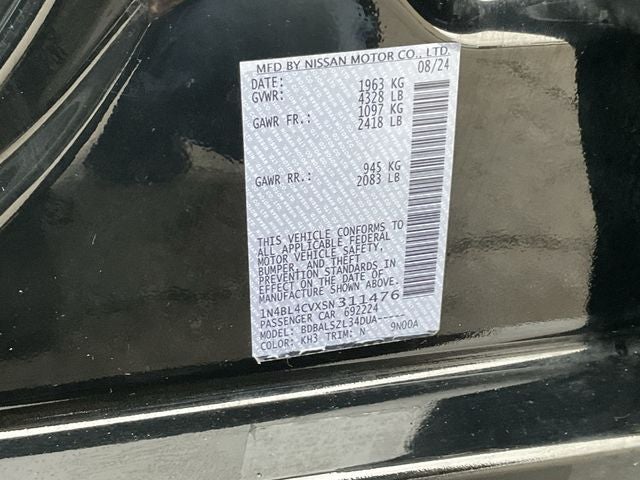 MFD BY NISSAN MOTOR CO., LTD.
DATE: 08/24
GVWR: 1963 KG
4328 LB
GAWR FR.: 1097 KG
2418 LB
GAWR RR.: 945 KG
2083 LB
THIS VEHICLE CONFORMS TO
ALL APPLICABLE FEDERAL
MOTOR VEHICLE SAFETY,
BUMPER, AND THEFT
PREVENTION STANDARDS IN
EFFECT ON THE DATE OF
MANUFACTURE SHOWN ABOVE.
1N4BL4CVXSN311476
PASSENGER CAR 692224
MODEL: BDBALSZL34DUA-----
COLOR: KH3 TRIM: N 9N00A